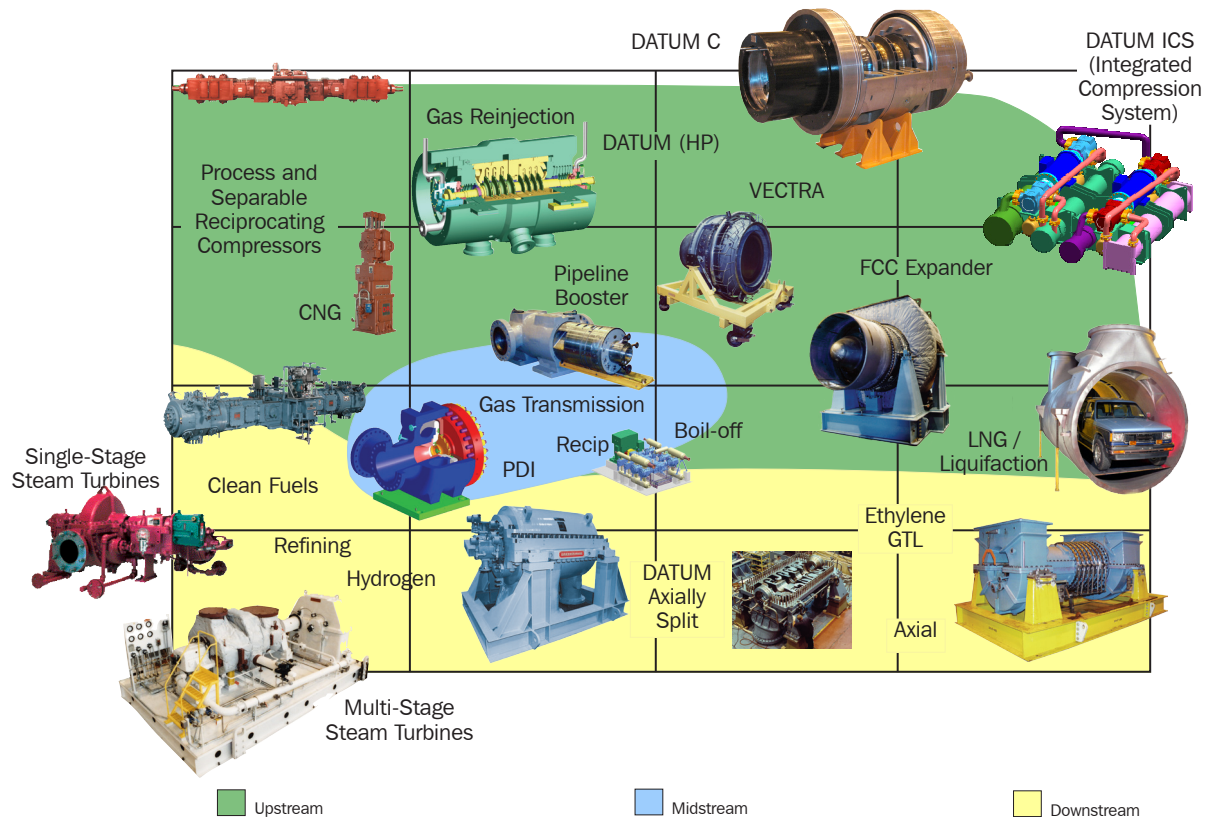 DATUM C
DATUM ICS
(Integrated
Compression
System)
Gas Reinjection
DATUM (HP)
Process and
Separable
Reciprocating
Compressors
VECTRA
CNG
Pipeline
Booster
FCC Expander
Gas Transmission
Recip
Boil-off
PDI
LNG /
Liquifaction
Single-Stage
Steam Turbines
Clean Fuels
Ethylene
GTL
Refining
Hydrogen
DATUM
Axially
Split
Axial
Multi-Stage
Steam Turbines
Upstream
Midstream
Downstream